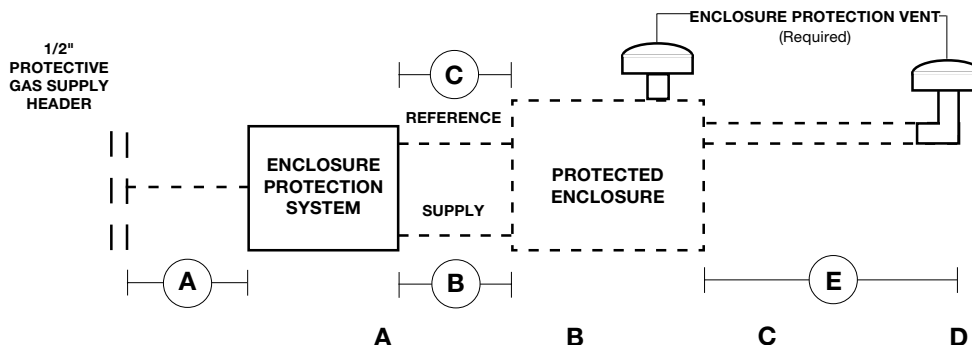 ENCLOSURE PROTECTION VENT
(Required)
1/2"
PROTECTIVE
GAS SUPPLY
HEADER
C
REFERENCE
ENCLOSURE
PROTECTION
SYSTEM
PROTECTED
ENCLOSURE
SUPPLY
A
B
E
A B C D